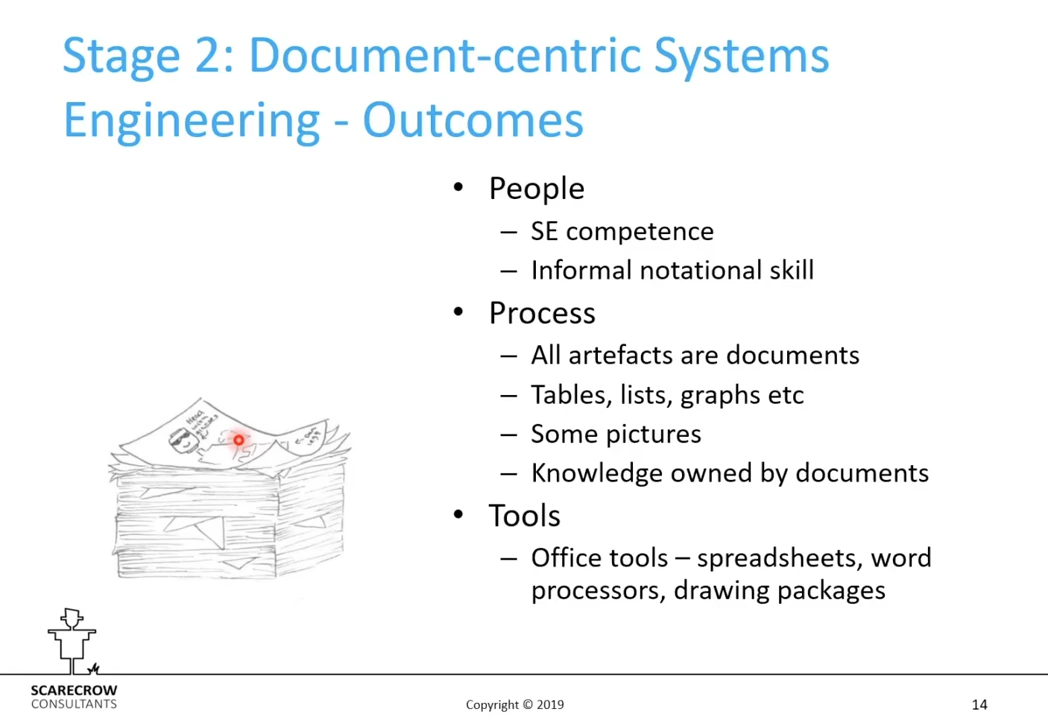 Stage 2: Document-centric Systems
Engineering - Outcomes
• People
– SE competence
– Informal notational skill
• Process
– All artefacts are documents
– Tables, lists, graphs etc
– Some pictures
– Knowledge owned by documents
• Tools
– Office tools – spreadsheets, word
processors, drawing packages
SCARECROW
CONSULTANTS
Copyright © 2019
14